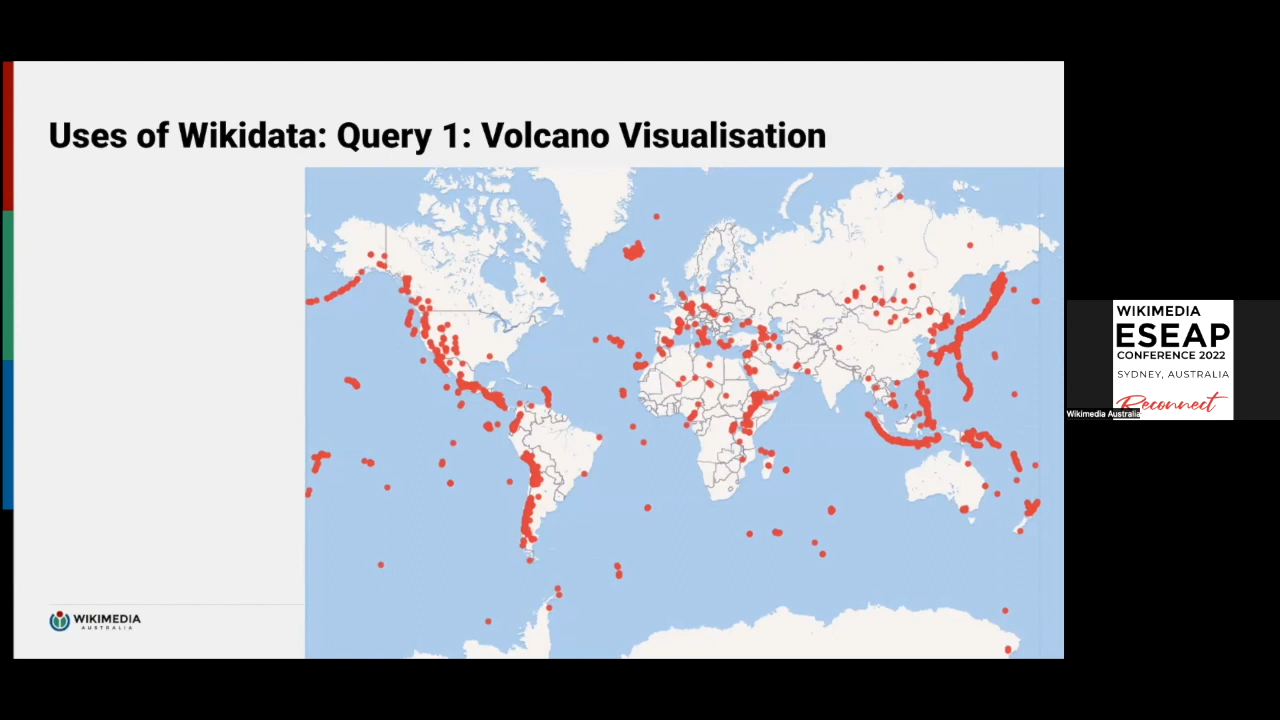 Uses of Wikidata: Query 1: Volcano Visualisation
WIKIMEDIA
AUSTRALIA
WIKIMEDIA
ESEAP
CONFERENCE 2022
SYDNEY, AUSTRALIA
Reconnect
Wikimedia Australia